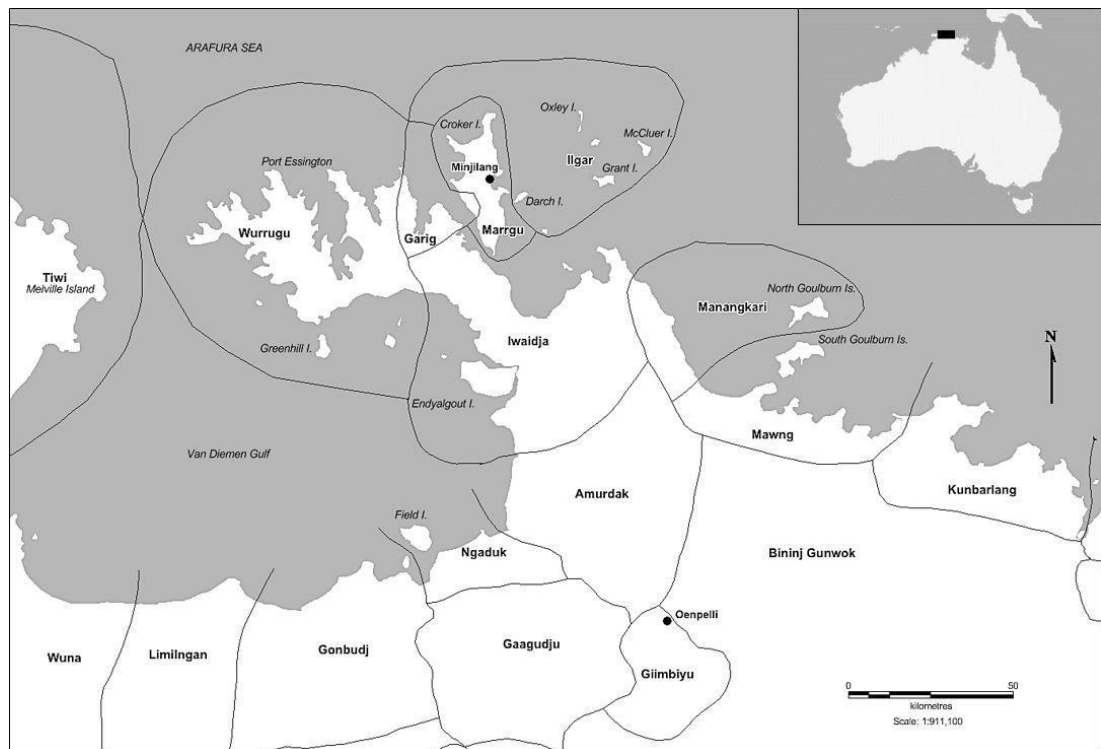 ARAFURA SEA
Oxley I.
Croker I.
McCluer I.
Port Essington
Minjilang
Ilgar
Grant I.
Darch I.
Wurrugu
Garig
Marrgu
Tiwi
Melville Island
North Goulburn Is.
Manangkari
N
Iwaidja
South Goulburn Is.
Greenhill I.
Endyalgout I.
Mawng
Van Diemen Gulf
Kunbarlang
Amurdak
Field I.
Ngaduk
Bininj Gunwok
Oenpelli
Wuna
Limilngan
Gonbudj
Gaagudju
Giimbiyu
0 50
kilometres
Scale: 1:911,100